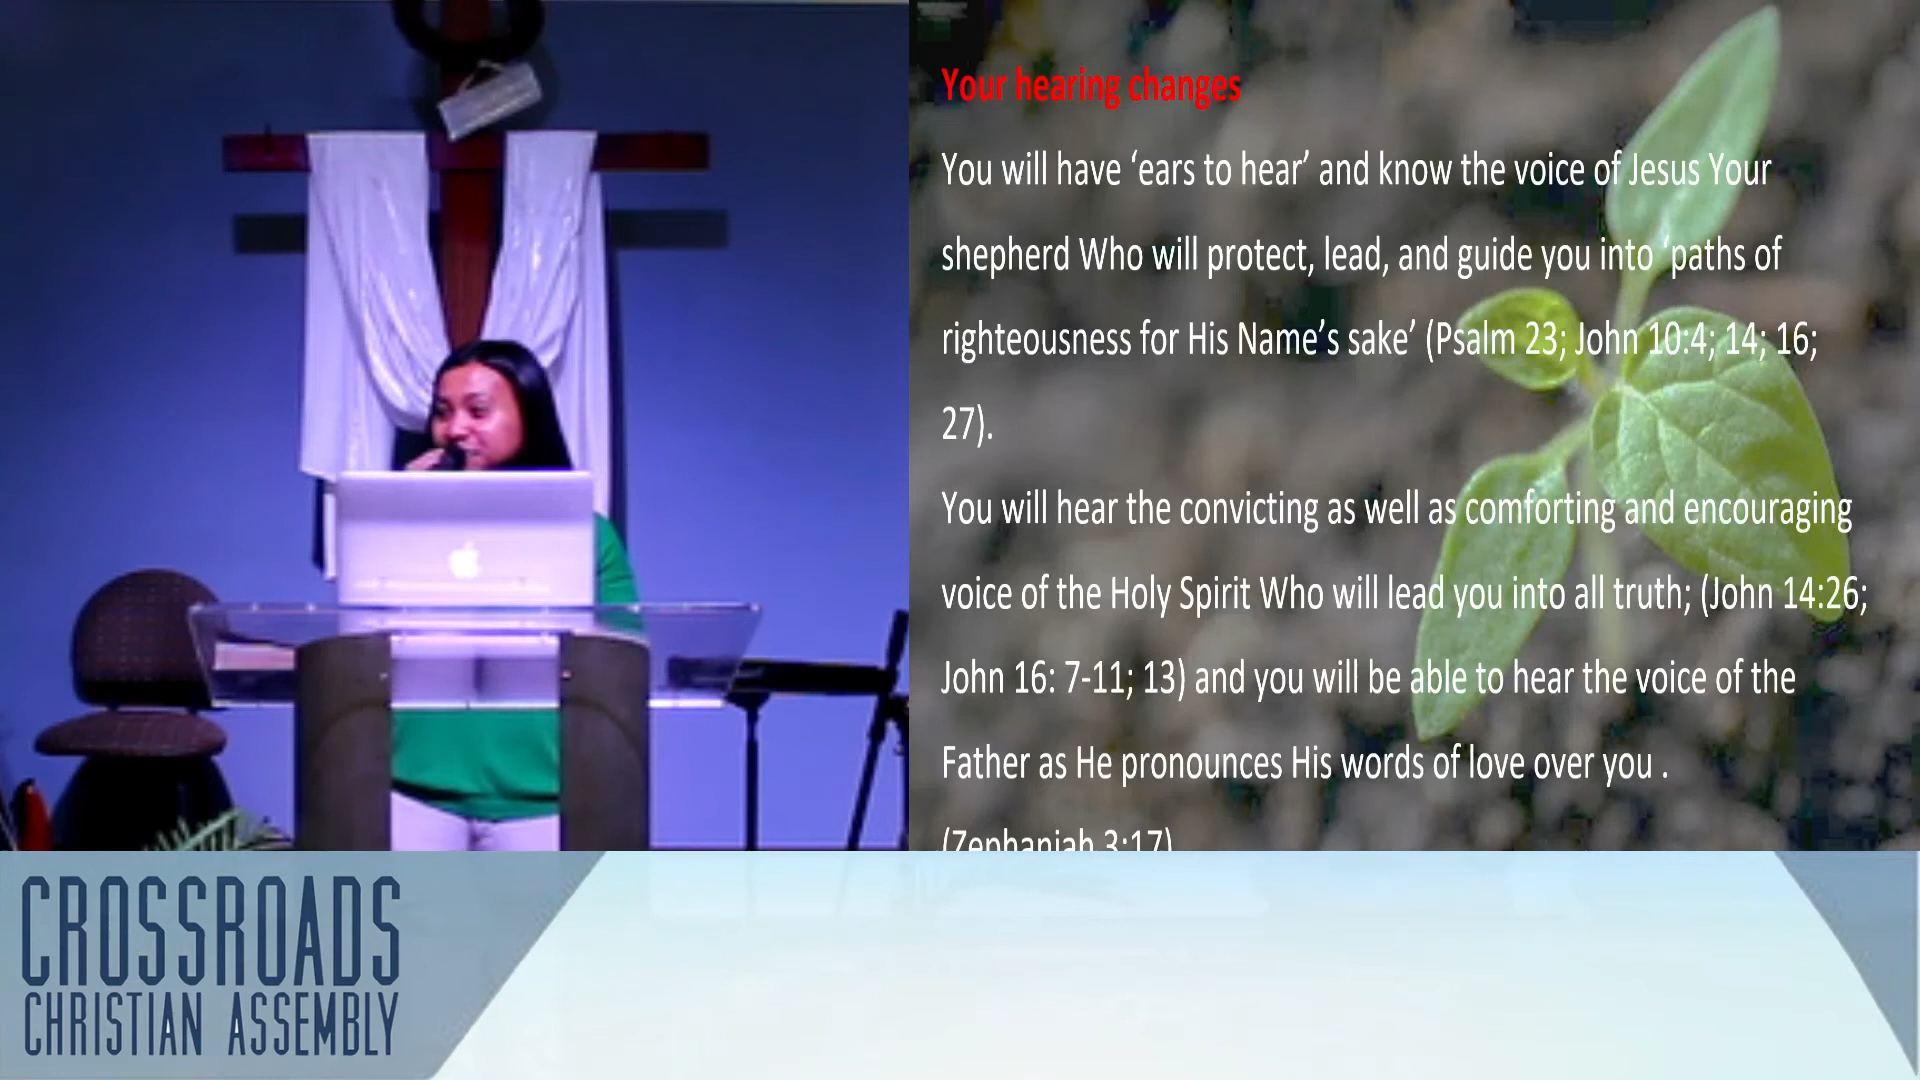 Your hearing changes
You will have ‘ears to hear’ and know the voice of Jesus Your
shepherd Who will protect, lead, and guide you into ‘paths of
righteousness for His Name’s sake’ (Psalm 23; John 10:4; 14; 16;
27).
You will hear the convicting as well as comforting and encouraging
voice of the Holy Spirit Who will lead you into all truth; (John 14:26;
John 16: 7-11; 13) and you will be able to hear the voice of the
Father as He pronounces His words of love over you .
(Zephaniah 3:17)
CROSSROADS
CHRISTIAN ASSEMBLY